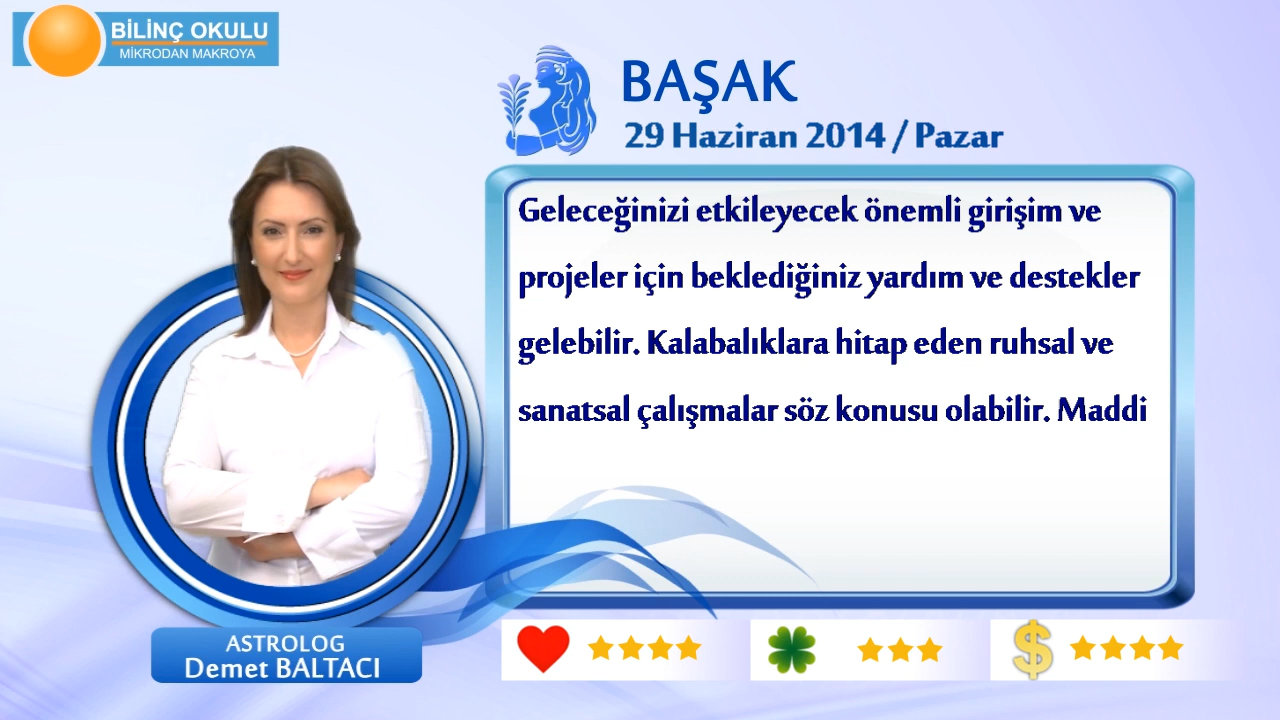 BİLİNÇ OKULU
MİKRODAN MAKROYA
BAŞAK
29 Haziran 2014 / Pazar
Geleceğinizi etkileyecek önemli girişim ve
projeler için beklediğiniz yardım ve destekler
gelebilir. Kalabalıklara hitap eden ruhsal ve
sanatsal çalışmalar söz konusu olabilir. Maddi
ASTROLOG
Demet BALTACI